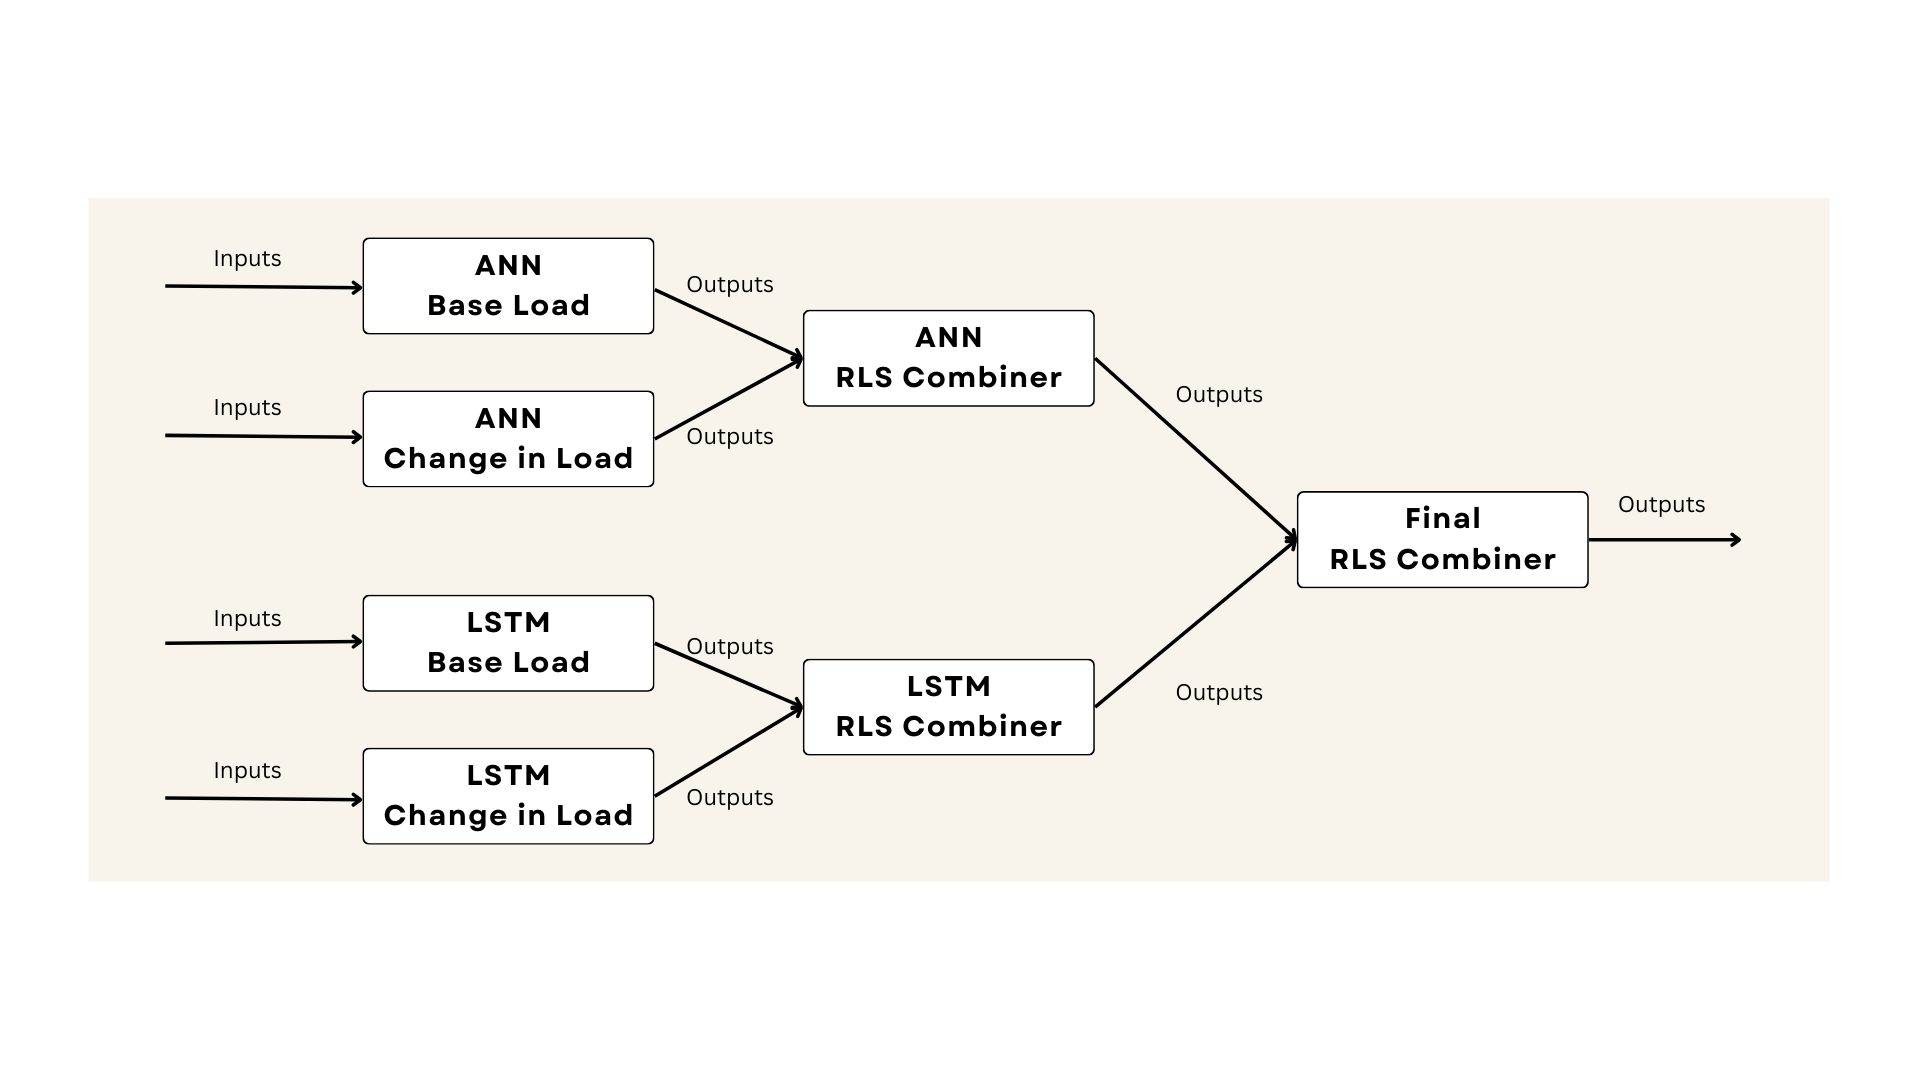 Inputs
ANN
Base Load
Outputs
Inputs
ANN
Change in Load
Outputs
ANN
RLS Combiner
Outputs
Inputs
LSTM
Base Load
Outputs
Inputs
LSTM
Change in Load
Outputs
LSTM
RLS Combiner
Outputs
Final
RLS Combiner
Outputs